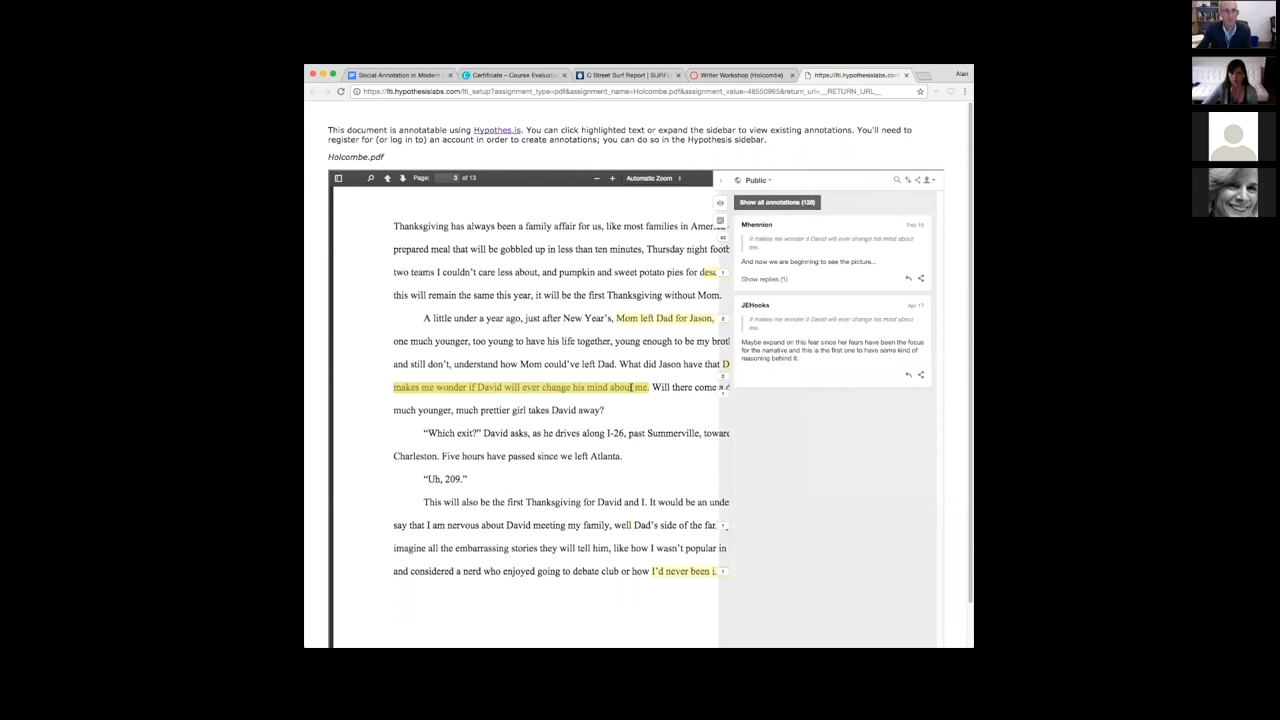 Social Annotation in Modern
Certificate – Course Evaluatio
C Street Surf Report | SURFL
Writer Workshop (Holcombe)
https://lti.hypothesislabs.com
Alan
https://lti.hypothesislabs.com/lti_setup?assignment_type=pdf&assignment_name=Holcombe.pdf&assignment_value=48550965&return_url=__RETURN_URL__
This document is annotatable using Hypothes.is. You can click highlighted text or expand the sidebar to view existing annotations. You'll need to
register for (or log in to) an account in order to create annotations; you can do so in the Hypothesis sidebar.
Holcombe.pdf
Page: 3 of 13
Automatic Zoom
Public
Show all annotations (128)
Thanksgiving has always been a family affair for us, like most families in Ameri
prepared meal that will be gobbled up in less than ten minutes, Thursday night footb
two teams I couldn't care less about, and pumpkin and sweet potato pies for dess
this will remain the same this year, it will be the first Thanksgiving without Mom.
A little under a year ago, just after New Year's, Mom left Dad for Jason,
one much younger, too young to have his life together, young enough to be my brot
and still don't, understand how Mom could've left Dad. What did Jason have that D
makes me wonder if David will ever change his mind about me. Will there come a d
much younger, much prettier girl takes David away?
“Which exit?” David asks, as he drives along I-26, past Summerville, towar
Charleston. Five hours have passed since we left Atlanta.
“Uh, 209.”
This will also be the first Thanksgiving for David and I. It would be an unde
say that I am nervous about David meeting my family, well Dad's side of the fam
imagine all the embarrassing stories they will tell him, like how I wasn't popular in
and considered a nerd who enjoyed going to debate club or how I'd never been i
43
1
2
2
1
1
1
Mhennion
Feb 15
it makes me wonder if David will ever change his mind about
me.
And now we are beginning to see the picture...
Show replies (1)
JEHooks
Apr 17
it makes me wonder if David will ever change his mind about
me.
Maybe expand on this fear since her fears have been the focus
for the narrative and this is the first one to have some kind of
reasoning behind it.